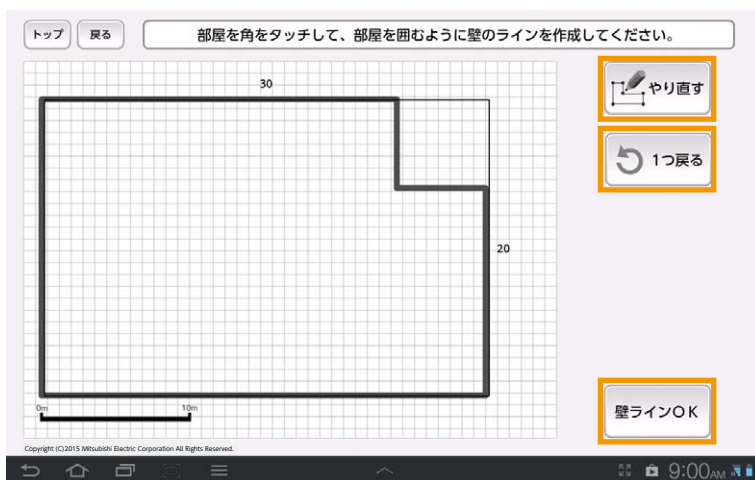 トップ 戻る 部屋を角をタッチして、部屋を囲むように壁のラインを作成してください。
30
やり直す
1つ戻る
20
0m 10m
壁ラインOK
Copyright (C)2015 Mitsubishi Electric Corporation All Rights Reserved.
9:00AM